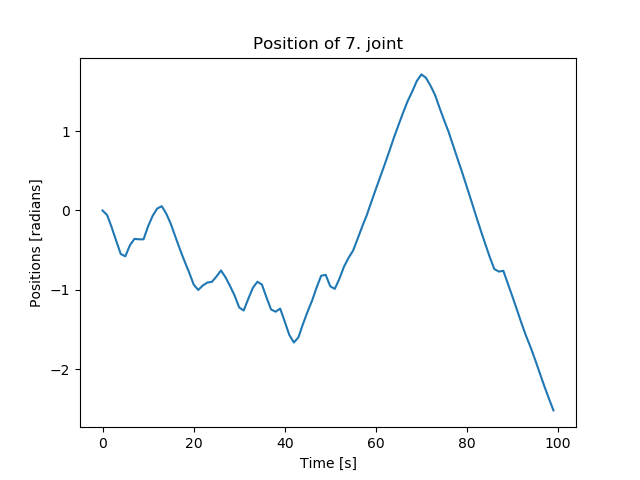 Position of 7. joint
Positions [radians]
1
0
−1
−2
0 20 40 60 80 100
Time [s]